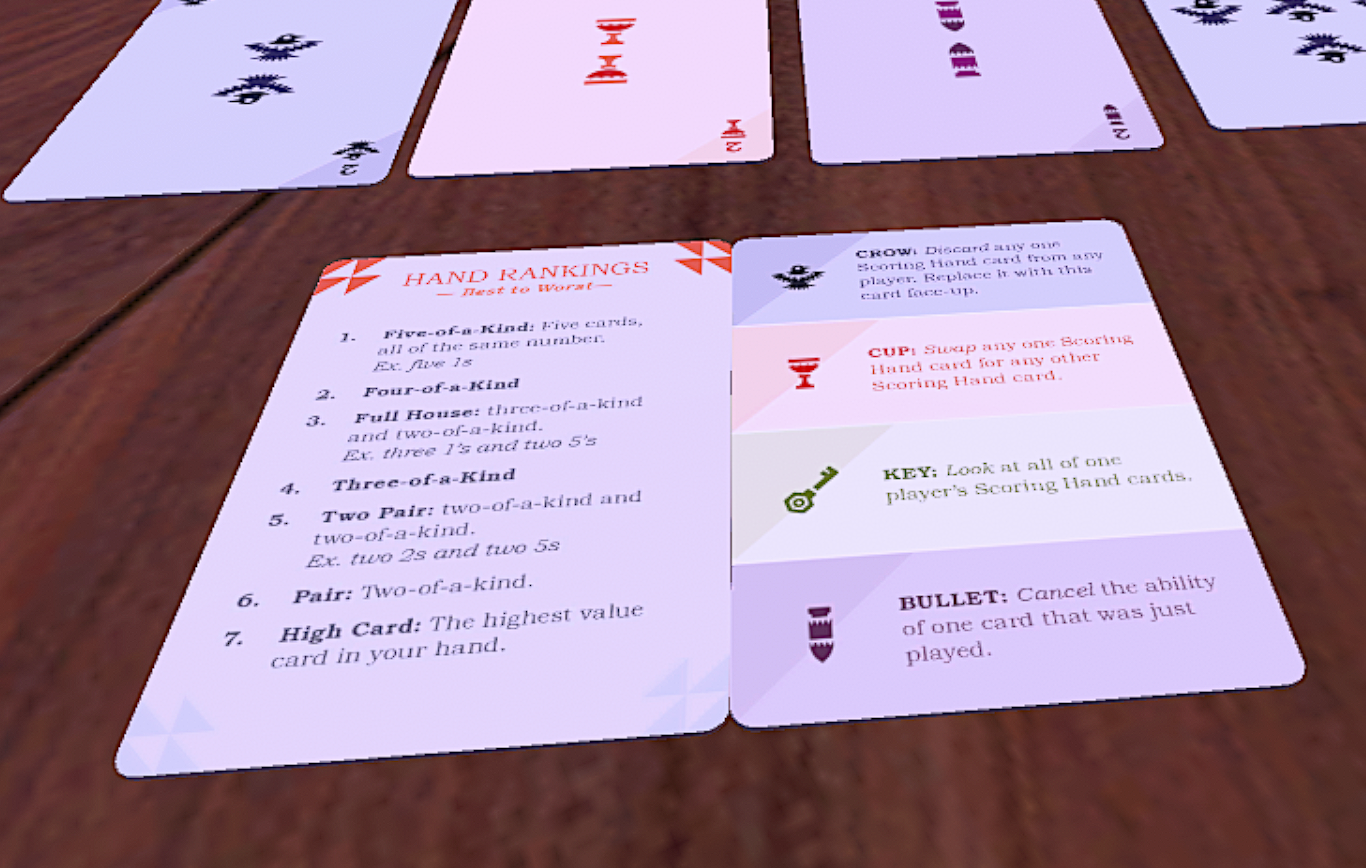 2
2
2
HAND RANKINGS
— Best to Worst —
1. Five-of-a-Kind: Five cards,
all of the same number.
Ex. five 1s
2. Four-of-a-Kind
3. Full House: three-of-a-kind
and two-of-a-kind.
Ex. three 1's and two 5's
4. Three-of-a-Kind
5. Two Pair: two-of-a-kind and
two-of-a-kind.
Ex. two 2s and two 5s
6. Pair: Two-of-a-kind.
7. High Card: The highest value
card in your hand.
CROW: Discard any one
Scoring Hand card from any
player. Replace it with this
card face-up.
CUP: Swap any one Scoring
Hand card for any other
Scoring Hand card.
KEY: Look at all of one
player's Scoring Hand cards.
BULLET: Cancel the ability
of one card that was just
played.